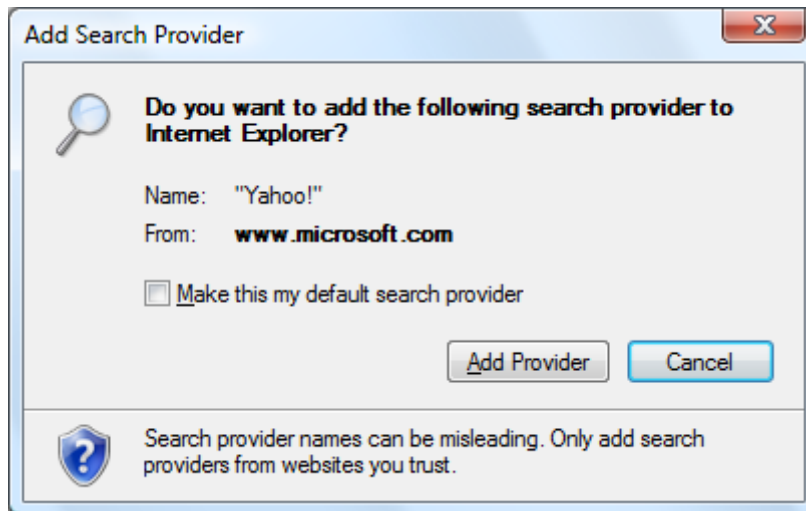 Add Search Provider
Do you want to add the following search provider to
Internet Explorer?
Name: "Yahoo!"
From: www.microsoft.com
Make this my default search provider
Add Provider Cancel
Search provider names can be misleading. Only add search
providers from websites you trust.